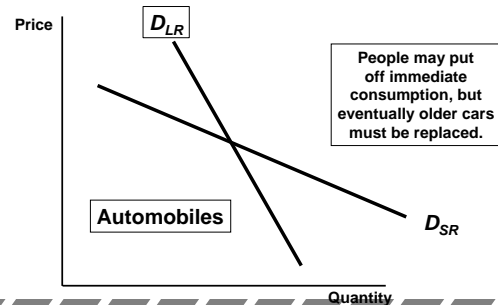 Price
D_LR
People may put
off immediate
consumption, but
eventually older cars
must be replaced.
Automobiles
D_SR
Quantity